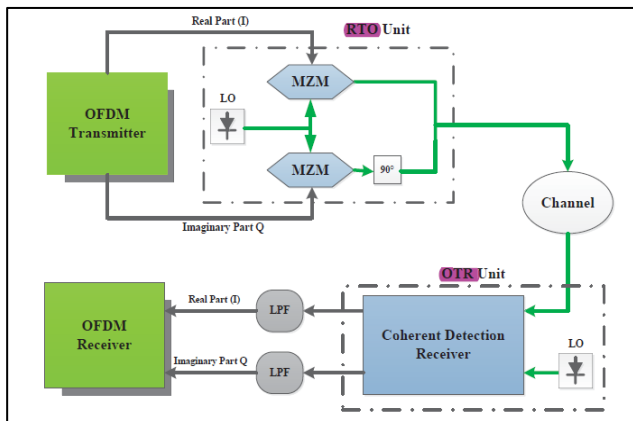 Real Part (I)
RTO Unit
OFDM
Transmitter
LO
MZM
MZM
90°
Imaginary Part Q
Channel
OTR Unit
OFDM
Receiver
Real Part (I)
LPF
Imaginary Part Q
LPF
Coherent Detection
Receiver
LO